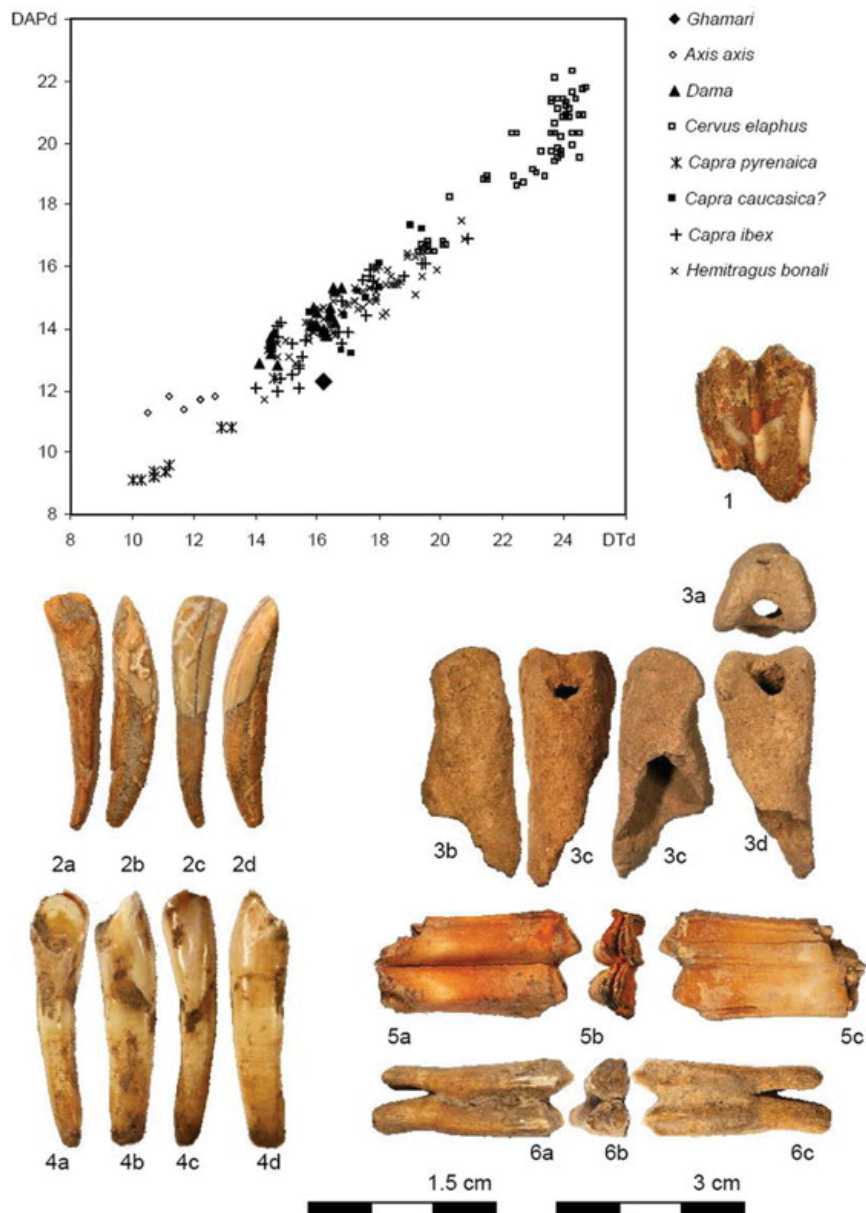 DAPd
22
20
18
16
14
12
10
8
8 10 12 14 16 18 20 22 24 DTd
Ghamari
Axis axis
Dama
Cervus elaphus
Capra pyrenaica
Capra caucasica?
Capra ibex
Hemitragus bonali
1
3a
2a 2b 2c 2d
3b 3c 3c 3d
4a 4b 4c 4d
5a 5b 5c
6a 6b 6c
1.5 cm 3 cm